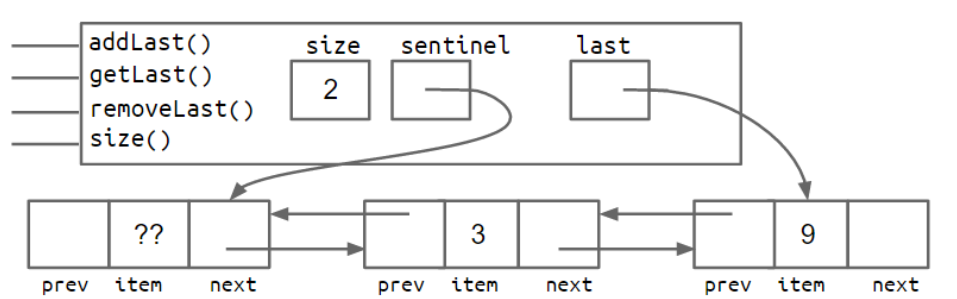 addLast()
getLast()
removeLast()
size()
size sentinel last
2
?? 3 9
prev item next prev item next prev item next